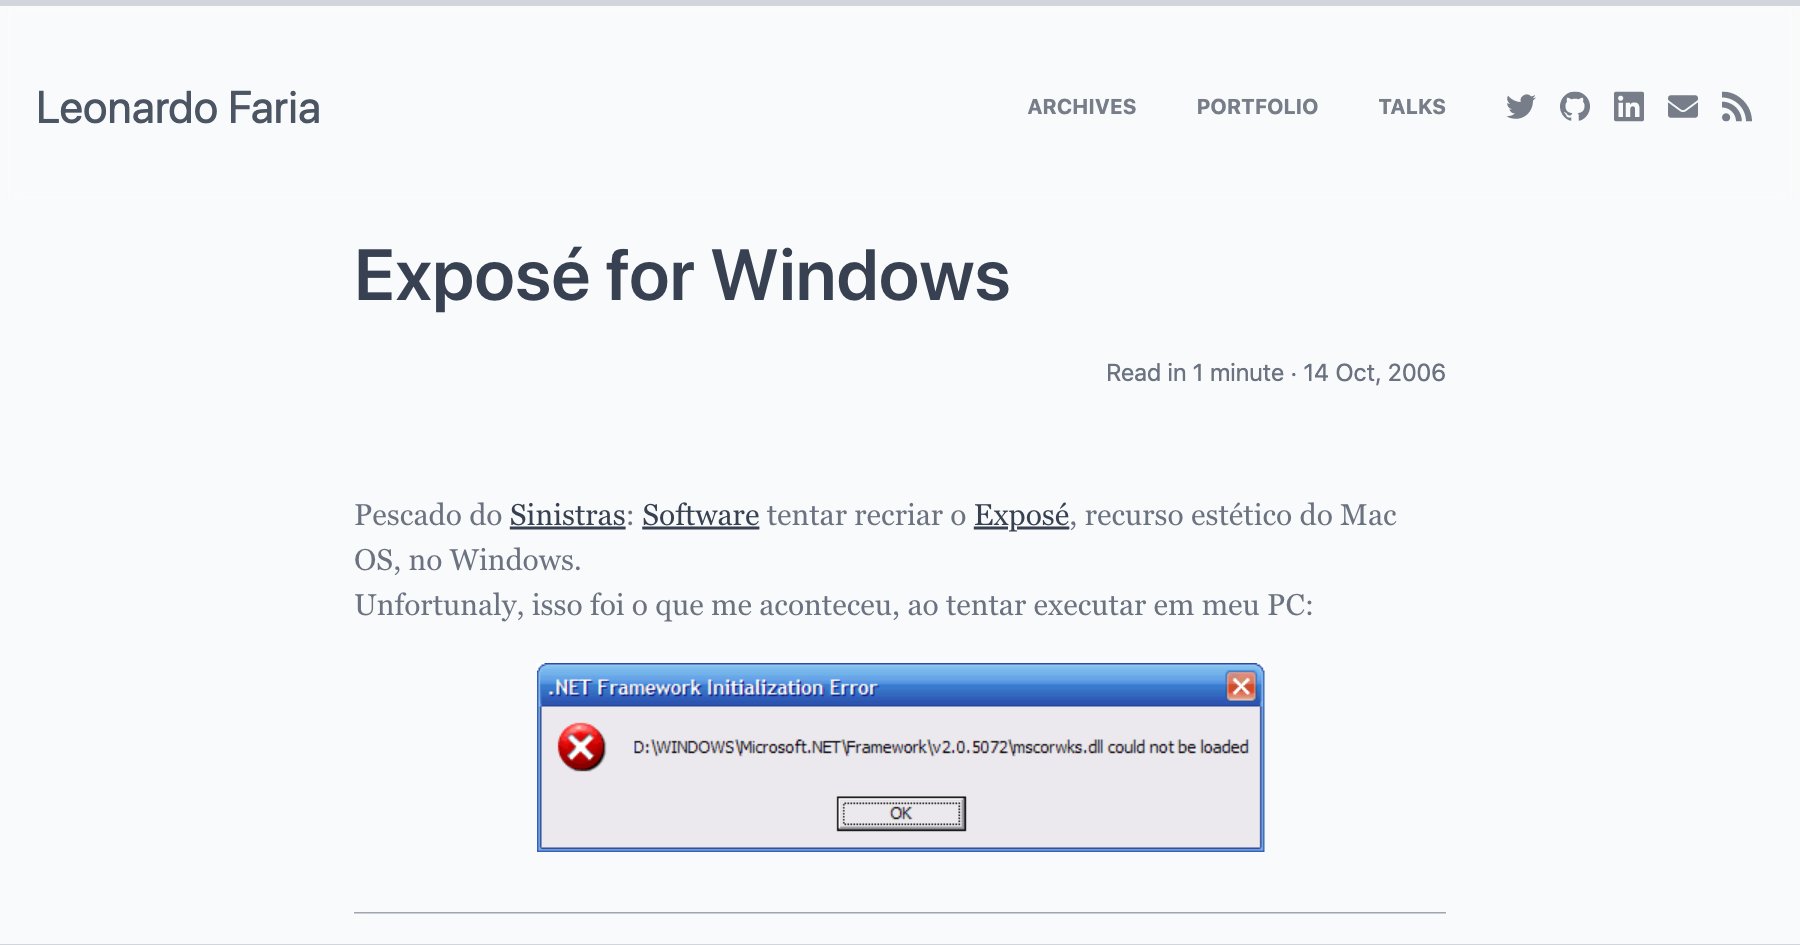 Leonardo Faria
ARCHIVES
PORTFOLIO
TALKS
Exposé for Windows
Read in 1 minute · 14 Oct, 2006
Pescado do Sinistras: Software tentar recriar o Exposé, recurso estético do Mac
OS, no Windows.
Unfortunaly, isso foi o que me aconteceu, ao tentar executar em meu PC:
.NET Framework Initialization Error
D:\WINDOWS\Microsoft.NET\Framework\v2.0.5072\mscorwks.dll could not be loaded
OK